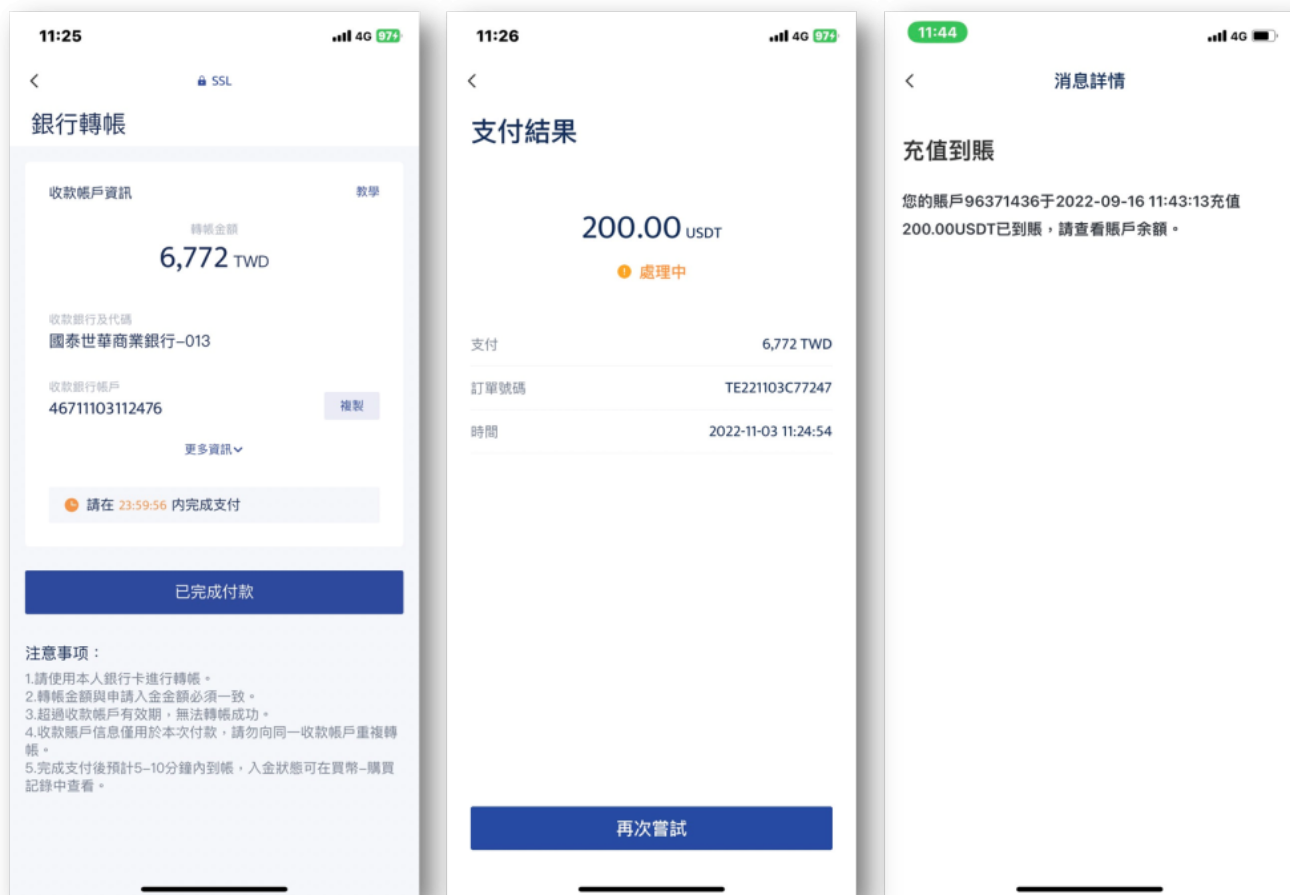 11:25
4G 97
SSL
銀行轉帳
收款帳戶資訊
教學
轉帳金額
6,772 TWD
收款銀行及代碼
國泰世華商業銀行–013
收款銀行帳戶
46711103112476
複製
更多資訊
請在 23:59:56 内完成支付
已完成付款
注意事项：
1.請使用本人銀行卡進行轉帳。
2.轉帳金額與申請入金金額必須一致。
3.超過收款帳戶有效期，無法轉帳成功。
4.收款賬戶信息僅用於本次付款，請勿向同一收款帳戶重複轉
帳。
5.完成支付後預計5–10分鐘內到帳，入金狀態可在買幣–購買
記錄中查看。
11:26
4G 97
支付結果
200.00 USDT
處理中
支付
6,772 TWD
訂單號碼
TE221103C77247
時間
2022-11-03 11:24:54
再次嘗試
11:44
4G
消息詳情
充值到賬
您的賬戶96371436于2022-09-16 11:43:13充值
200.00USDT已到賬，請查看賬戶余額。